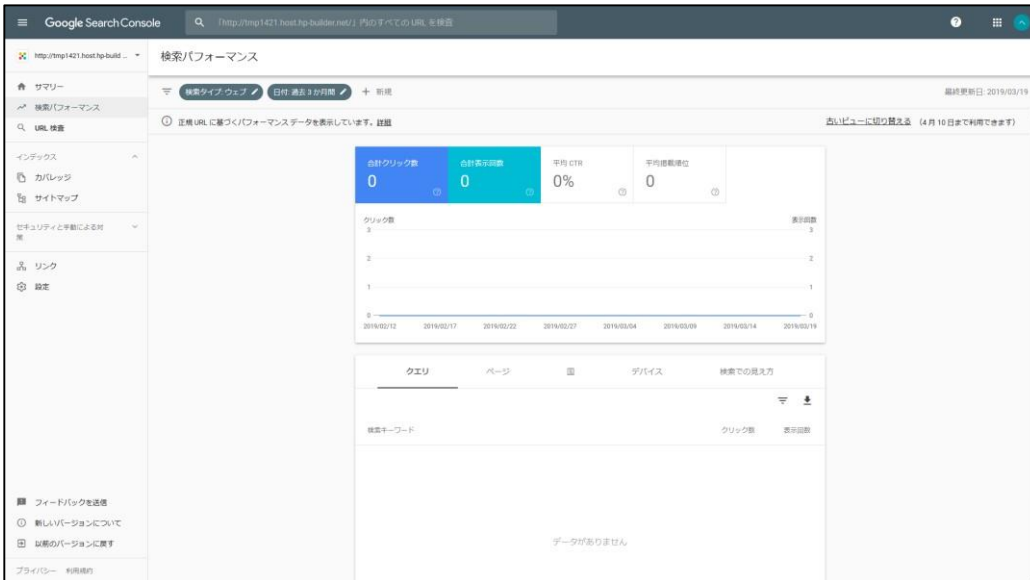 Google Search Console
「http://tmp1421.host.hp-builder.net/」内のすべての URL を検査
http://tmp1421.host.hp-build ...
検索パフォーマンス
サマリー
検索パフォーマンス
URL 検査
インデックス
カバレッジ
サイトマップ
セキュリティと手動による対
策
リンク
設定
フィードバックを送信
新しいバージョンについて
以前のバージョンに戻す
プライバシー 利用規約
検索タイプ: ウェブ
日付: 過去 3 か月間
+ 新規
最終更新日: 2019/03/19
正規 URL に基づくパフォーマンス データを表示しています。詳細
古いビューに切り替える (4 月 10 日まで利用できます)
合計クリック数
0
合計表示回数
0
平均 CTR
0%
平均掲載順位
0
クリック数 表示回数
3 3
2 2
1 1
0 0
2019/02/12 2019/02/17 2019/02/22 2019/02/27 2019/03/04 2019/03/09 2019/03/14 2019/03/19
クエリ ページ 国 デバイス 検索での見え方
検索キーワード クリック数 表示回数
データがありません